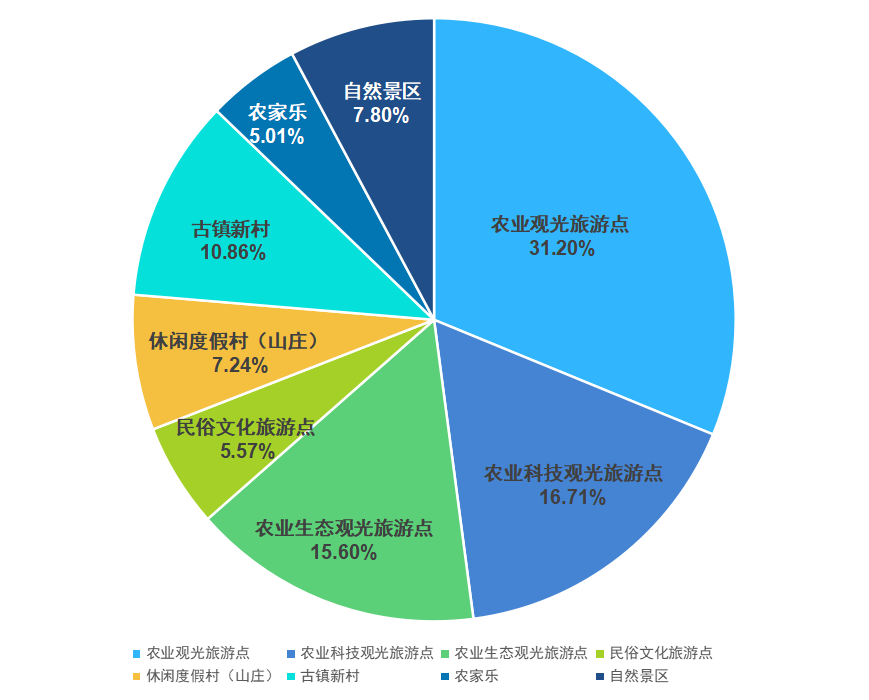 自然景区
7.80%
农家乐
5.01%
农业观光旅游点
31.20%
古镇新村
10.86%
休闲度假村（山庄）
7.24%
民俗文化旅游点
5.57%
农业科技观光旅游点
16.71%
农业生态观光旅游点
15.60%
农业观光旅游点 农业科技观光旅游点 农业生态观光旅游点 民俗文化旅游点
休闲度假村（山庄） 古镇新村 农家乐 自然景区